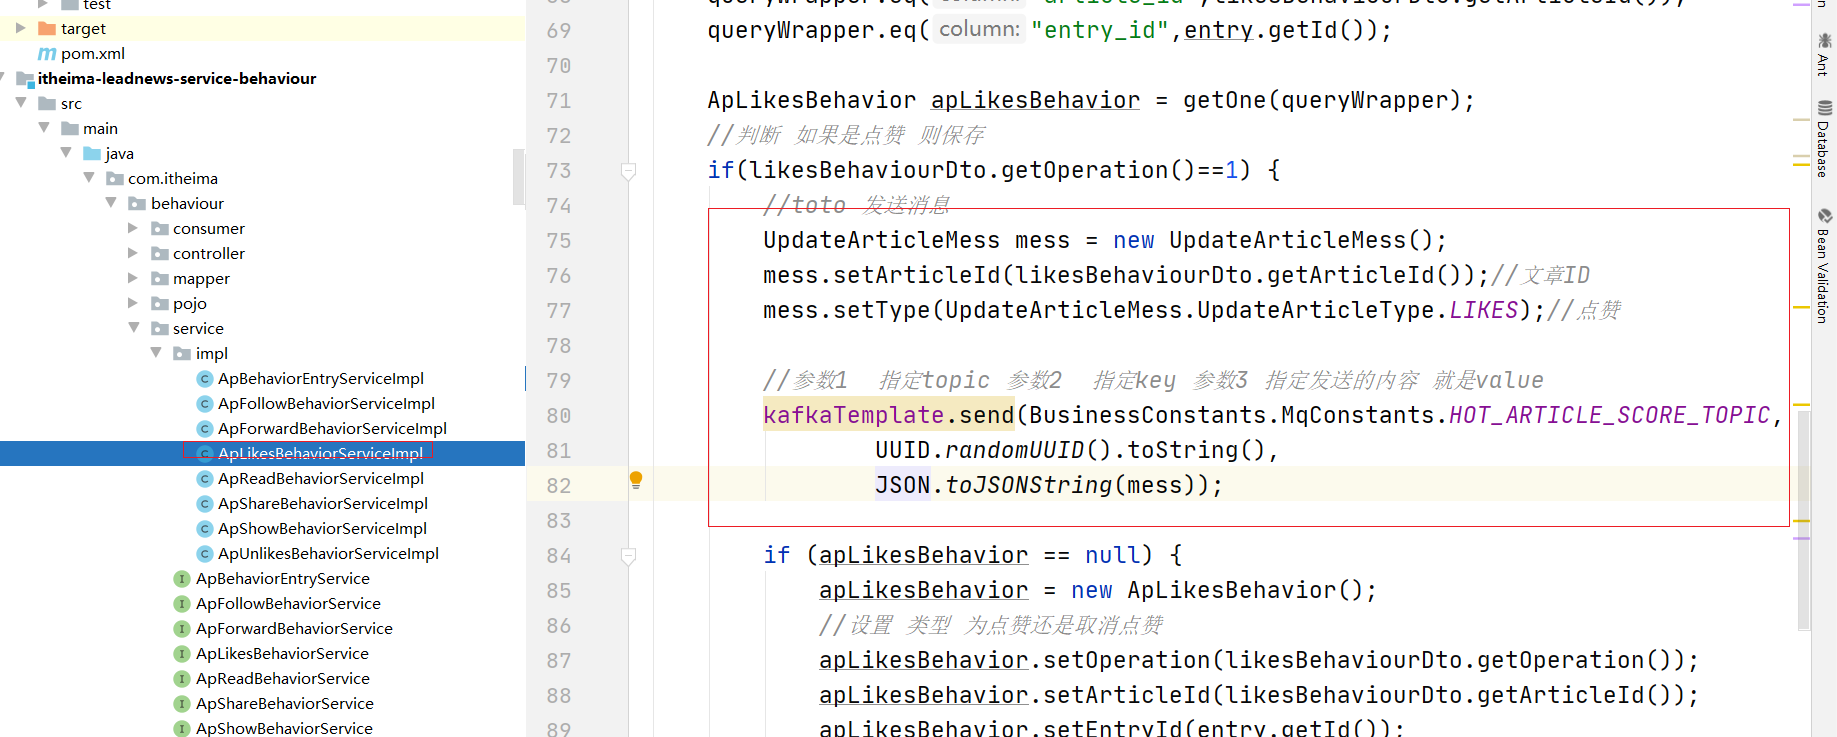 test
target
pom.xml
itheima-leadnews-service-behaviour
src
main
java
com.itheima
behaviour
consumer
controller
mapper
pojo
service
impl
ApBehaviorEntryServiceImpl
ApFollowBehaviorServiceImpl
ApForwardBehaviorServiceImpl
ApLikesBehaviorServiceImpl
ApReadBehaviorServiceImpl
ApShareBehaviorServiceImpl
ApShowBehaviorServiceImpl
ApUnlikesBehaviorServiceImpl
ApBehaviorEntryService
ApFollowBehaviorService
ApForwardBehaviorService
ApLikesBehaviorService
ApReadBehaviorService
ApShareBehaviorService
ApShowBehaviorService
69 queryWrapper.eq( column: "entry_id",entry.getId());
70
71 ApLikesBehavior apLikesBehavior = getOne(queryWrapper);
72 //判断 如果是点赞 则保存
73 if(likesBehaviourDto.getOperation()==1) {
74 //toto 发送消息
75 UpdateArticleMess mess = new UpdateArticleMess();
76 mess.setArticleId(likesBehaviourDto.getArticleId());//文章ID
77 mess.setType(UpdateArticleMess.UpdateArticleType.LIKES);//点赞
78
79 //参数1 指定topic 参数2 指定key 参数3 指定发送的内容 就是value
80 kafkaTemplate.send(BusinessConstants.MqConstants.HOT_ARTICLE_SCORE_TOPIC,
81 UUID.randomUUID().toString(),
82 JSON.toJSONString(mess));
83
84 if (apLikesBehavior == null) {
85 apLikesBehavior = new ApLikesBehavior();
86 //设置 类型 为点赞还是取消点赞
87 apLikesBehavior.setOperation(likesBehaviourDto.getOperation());
88 apLikesBehavior.setArticleId(likesBehaviourDto.getArticleId());
89 apLikesBehavior.setEntryId(entry.getId());
Ant
Database
Bean Validation